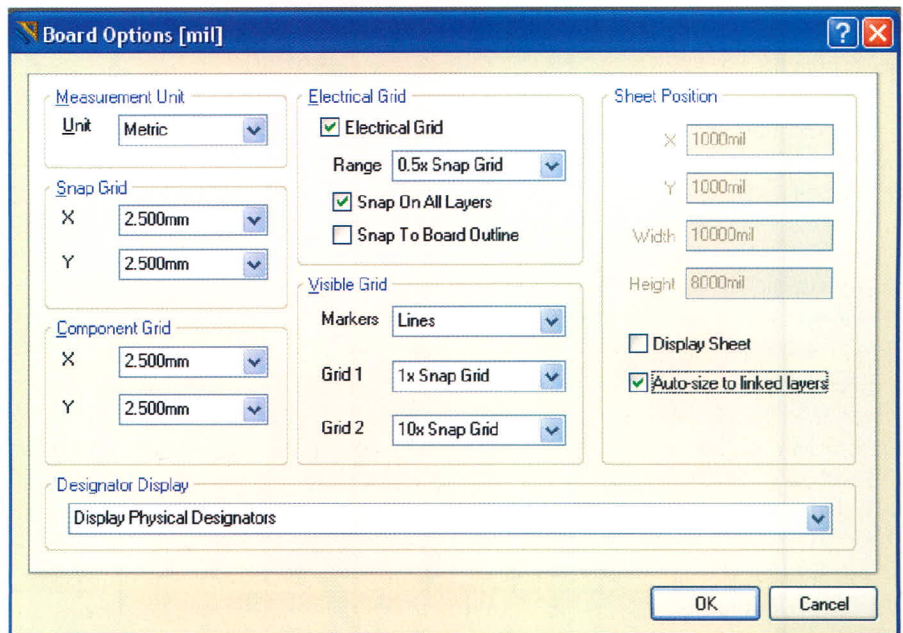 Board Options [mil]
Measurement Unit
Unit Metric
Snap Grid
X 2.500mm
Y 2.500mm
Component Grid
X 2.500mm
Y 2.500mm
Electrical Grid
Electrical Grid
Range 0.5x Snap Grid
Snap On All Layers
Snap To Board Outline
Visible Grid
Markers Lines
Grid 1 1x Snap Grid
Grid 2 10x Snap Grid
Sheet Position
X 1000mil
Y 1000mil
Width 10000mil
Height 8000mil
Display Sheet
Auto-size to linked layers
Designator Display
Display Physical Designators
OK Cancel